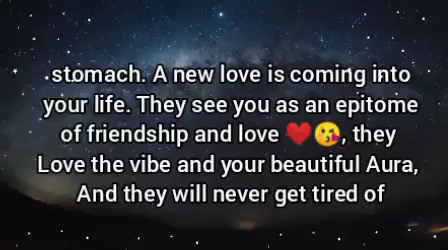 stomach. A new love is coming into
your life. They see you as an epitome
of friendship and love ❤️😘, they
Love the vibe and your beautiful Aura,
And they will never get tired of